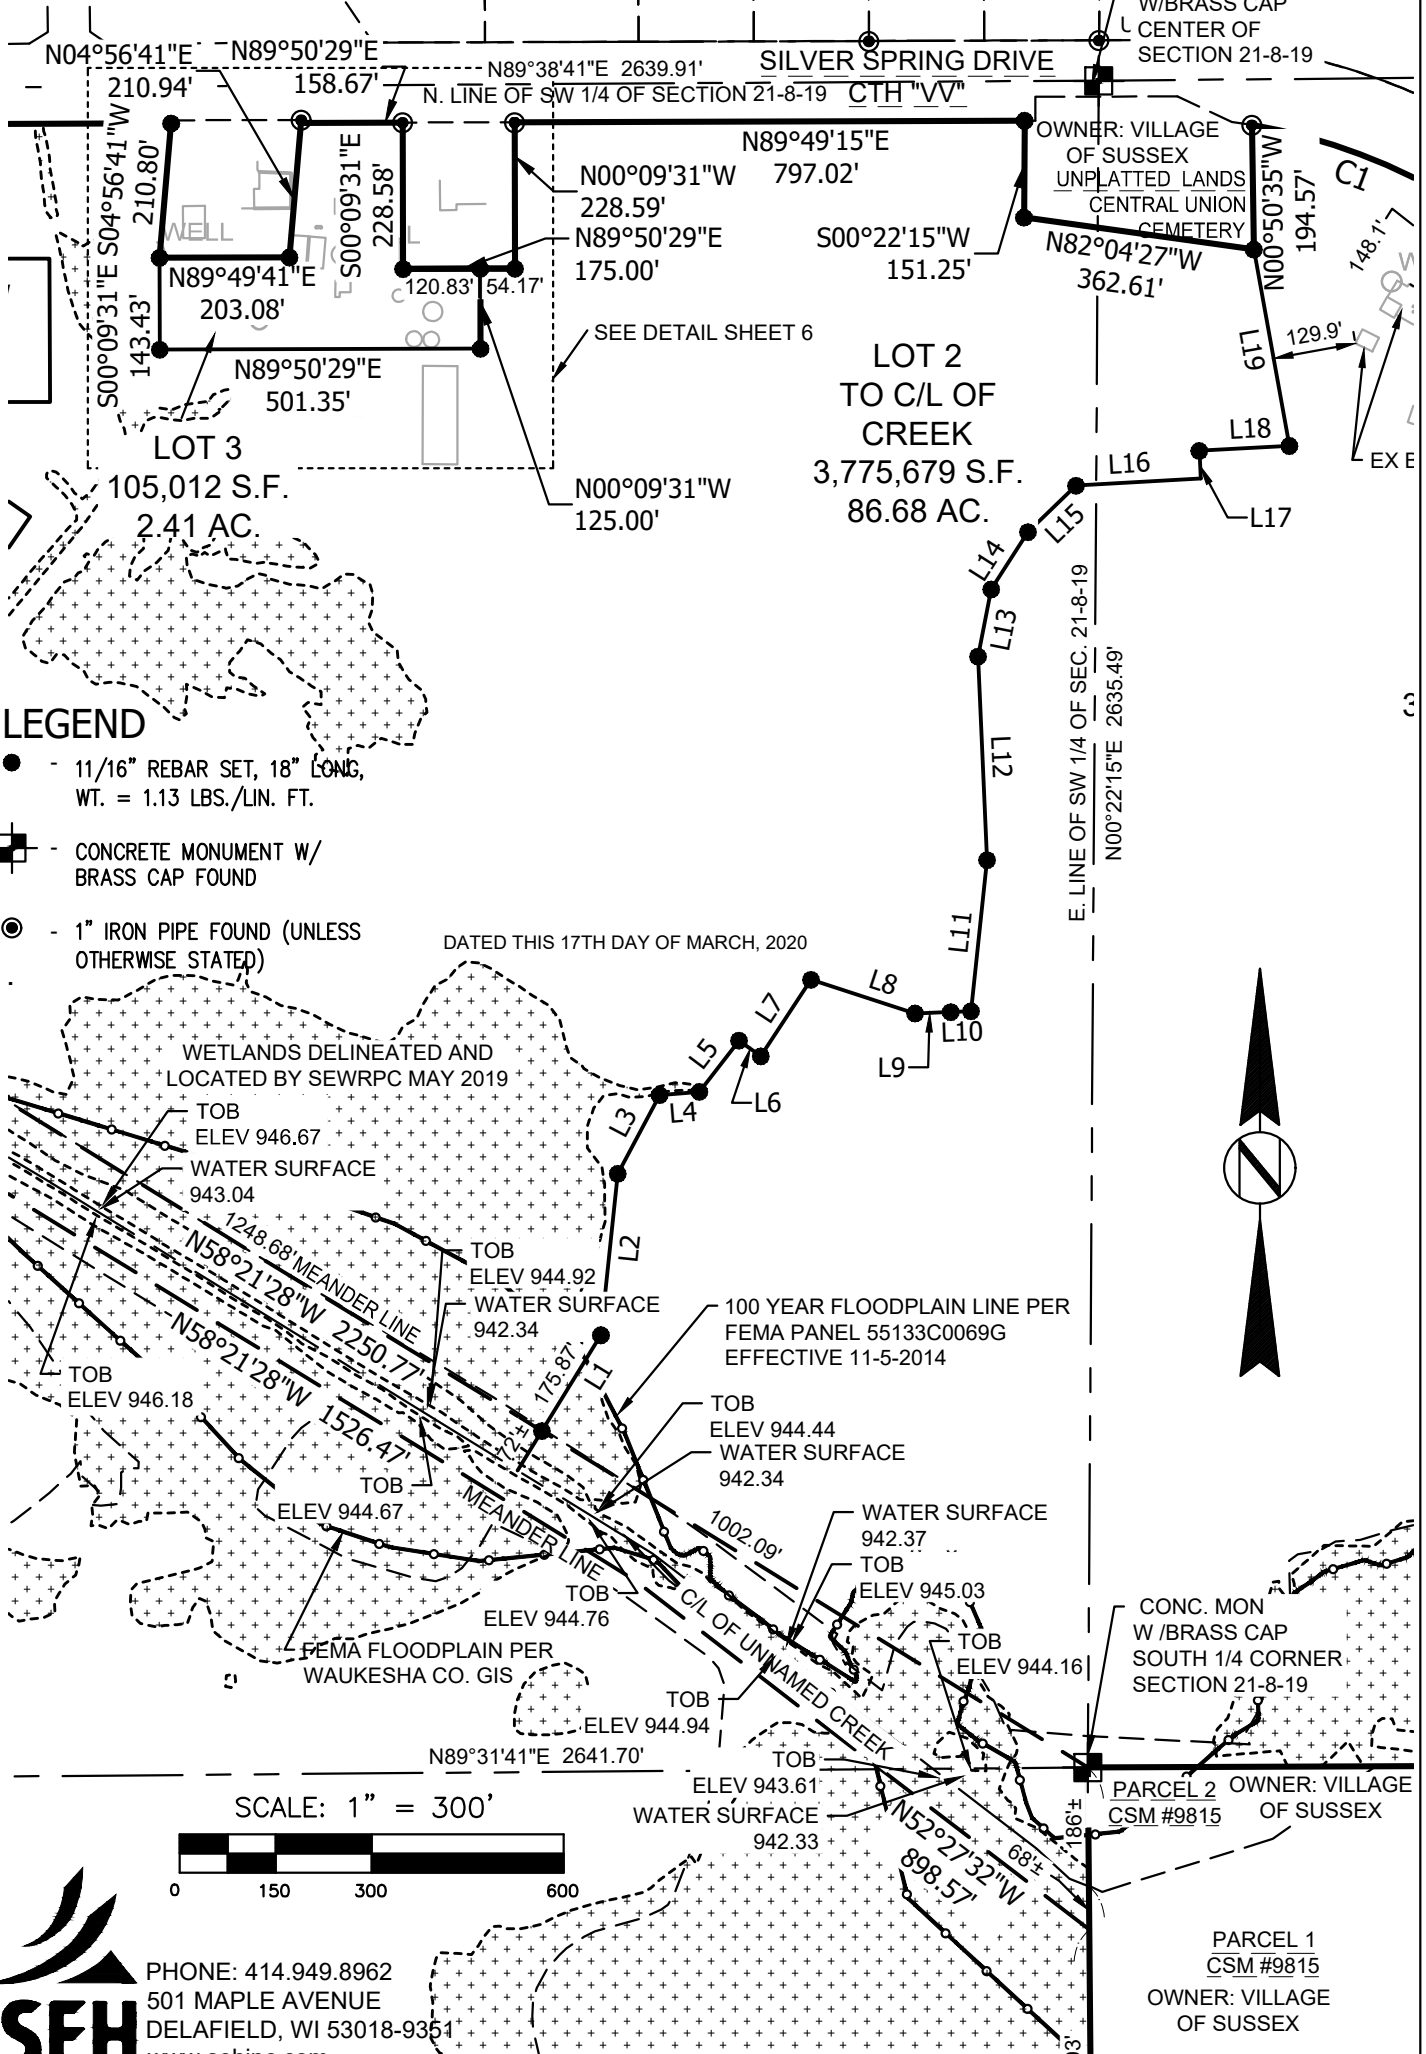 W/BRASS CAP
CENTER OF
SECTION 21-8-19
N04°56'41"E
210.94'
N89°50'29"E
158.67'
N89°38'41"E 2639.91'
N. LINE OF SW 1/4 OF SECTION 21-8-19
SILVER SPRING DRIVE
CTH "VV"
S04°56'41"W
210.80'
S00°09'31"E
228.58'
N89°49'15"E
797.02'
N00°09'31"W
228.59'
N89°50'29"E
175.00'
OWNER: VILLAGE
OF SUSSEX
UNPLATTED LANDS
CENTRAL UNION
CEMETERY
C1
N00°50'35"W
194.57'
S00°22'15"W
151.25'
N82°04'27"W
362.61'
148.1'
WELL
N89°49'41"E
203.08'
120.83'
54.17'
S00°09'31"E
143.43'
SEE DETAIL SHEET 6
N89°50'29"E
501.35'
L19
129.9'
LOT 2
TO C/L OF
CREEK
3,775,679 S.F.
86.68 AC.
LOT 3
105,012 S.F.
2.41 AC.
N00°09'31"W
125.00'
L18
L16
L17
L15
L14
L13
L12
E. LINE OF SW 1/4 OF SEC. 21-8-19
N00°22'15"E 2635.49'
LEGEND
- 11/16" REBAR SET, 18" LONG,
WT. = 1.13 LBS./LIN. FT.
- CONCRETE MONUMENT W/
BRASS CAP FOUND
- 1" IRON PIPE FOUND (UNLESS
OTHERWISE STATED)
DATED THIS 17TH DAY OF MARCH, 2020
L11
L8
L7
L10
L9
L5
L6
L4
L3
L2
WETLANDS DELINEATED AND
LOCATED BY SEWRPC MAY 2019
TOB
ELEV 946.67
WATER SURFACE
943.04
1248.68'
MEANDER LINE
N58°21'28"W 2250.77'
N58°21'28"W 1526.47'
TOB
ELEV 944.92
WATER SURFACE
942.34
100 YEAR FLOODPLAIN LINE PER
FEMA PANEL 55133C0069G
EFFECTIVE 11-5-2014
175.87'
L1
72'±
TOB
ELEV 946.18
TOB
ELEV 944.44
WATER SURFACE
942.34
TOB
ELEV 944.67
MEANDER LINE
1002.09'
WATER SURFACE
942.37
TOB
ELEV 945.03
TOB
ELEV 944.76
C/L OF UNNAMED CREEK
FEMA FLOODPLAIN PER
WAUKESHA CO. GIS
TOB
ELEV 944.16
CONC. MON
W /BRASS CAP
SOUTH 1/4 CORNER
SECTION 21-8-19
TOB
ELEV 944.94
N89°31'41"E 2641.70'
TOB
ELEV 943.61
WATER SURFACE
942.33
PARCEL 2
CSM #9815
OWNER: VILLAGE
OF SUSSEX
186'±
68'±
N52°27'32"W
898.57'
SCALE: 1" = 300'
0 150 300 600
PARCEL 1
CSM #9815
OWNER: VILLAGE
OF SUSSEX
SEH
PHONE: 414.949.8962
501 MAPLE AVENUE
DELAFIELD, WI 53018-9351